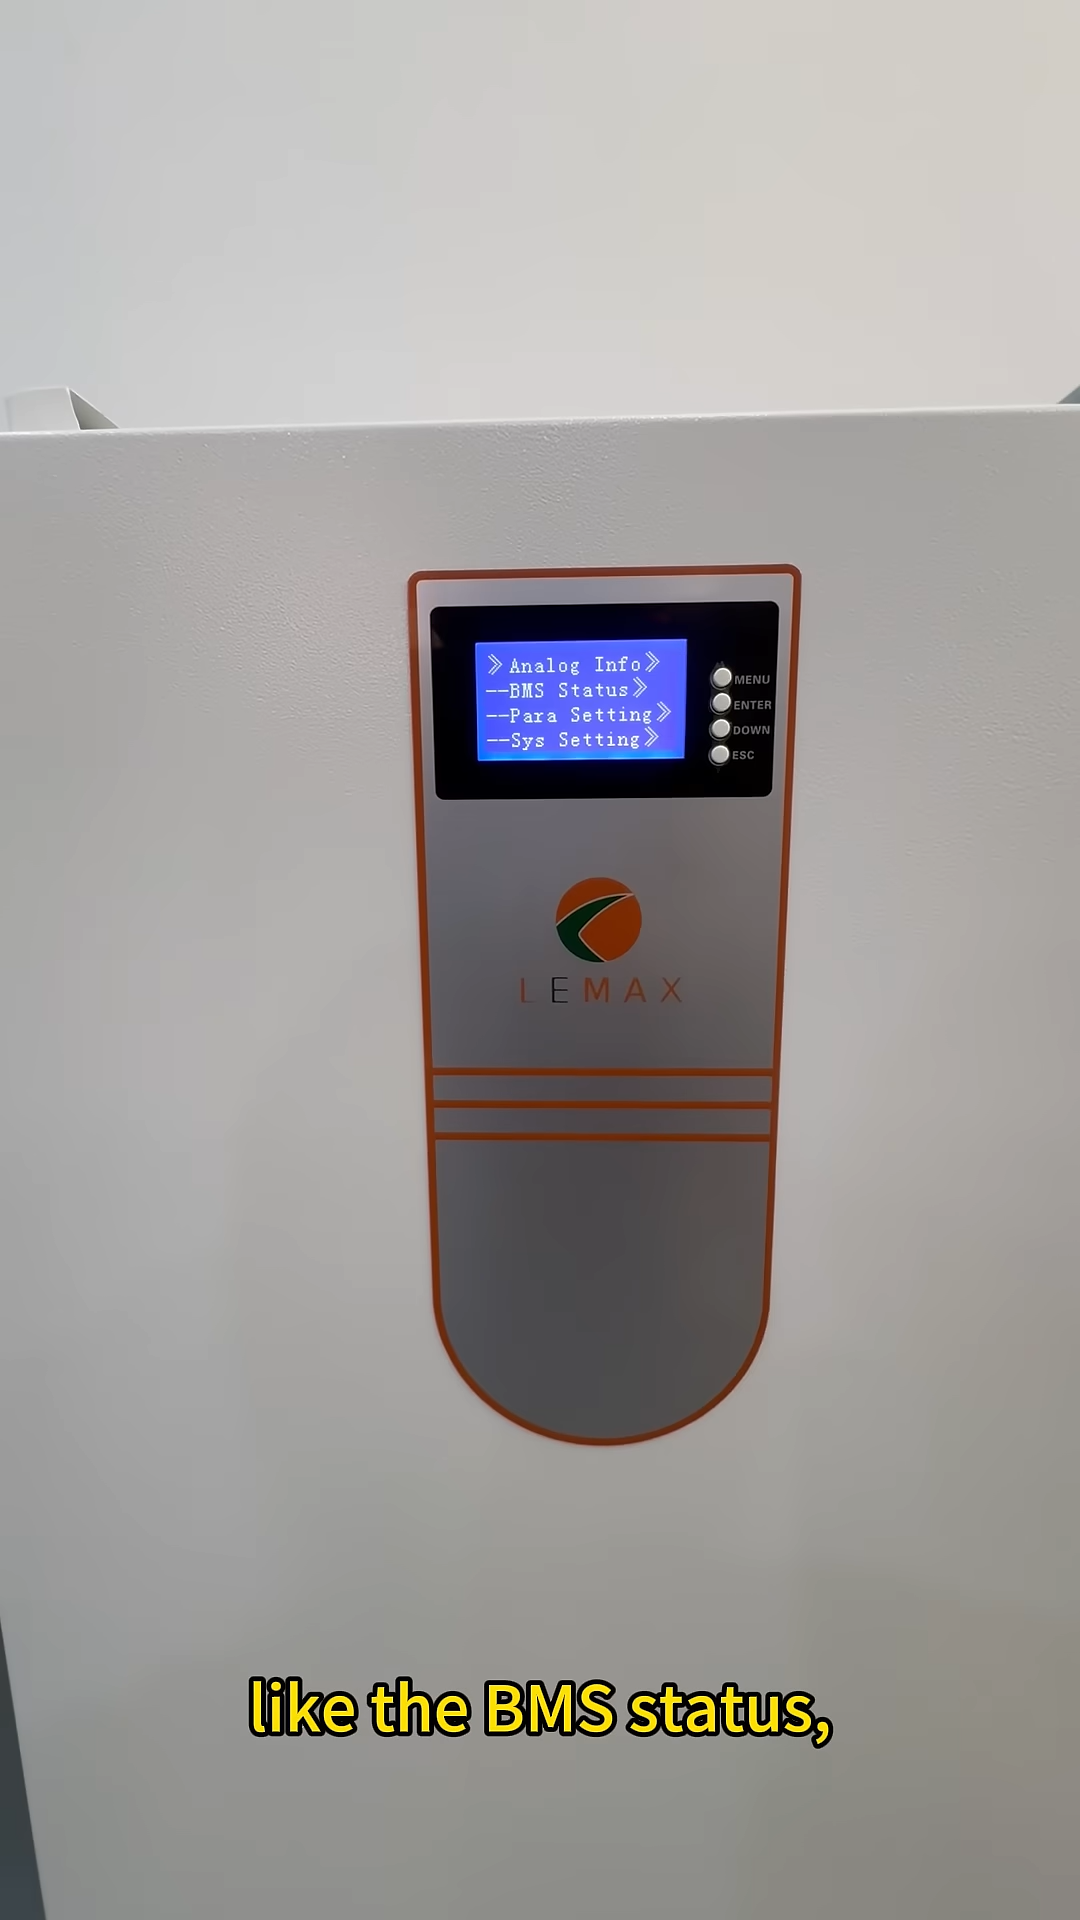 》Analog Info》
--BMS Status》
--Para Setting》
--Sys Setting》
MENU
ENTER
DOWN
ESC
LEMAX
like the BMS status,